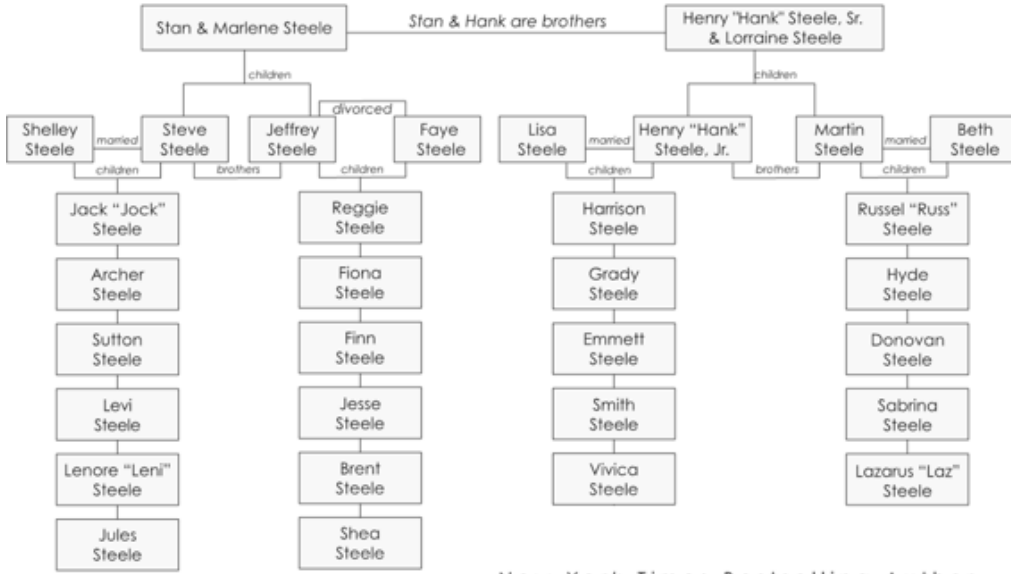 Stan & Marlene Steele
Stan & Hank are brothers
Henry "Hank" Steele, Sr.
& Lorraine Steele
children
children
divorced
Shelley
Steele
married
Steve
Steele
Jeffrey
Steele
Faye
Steele
Lisa
Steele
married
Henry “Hank”
Steele, Jr.
Martin
Steele
married
Beth
Steele
children
brothers
children
children
brothers
children
Jack “Jock”
Steele
Reggie
Steele
Harrison
Steele
Russel “Russ”
Steele
Archer
Steele
Fiona
Steele
Grady
Steele
Hyde
Steele
Sutton
Steele
Finn
Steele
Emmett
Steele
Donovan
Steele
Levi
Steele
Jesse
Steele
Smith
Steele
Sabrina
Steele
Lenore “Leni”
Steele
Brent
Steele
Vivica
Steele
Lazarus “Laz”
Steele
Jules
Steele
Shea
Steele